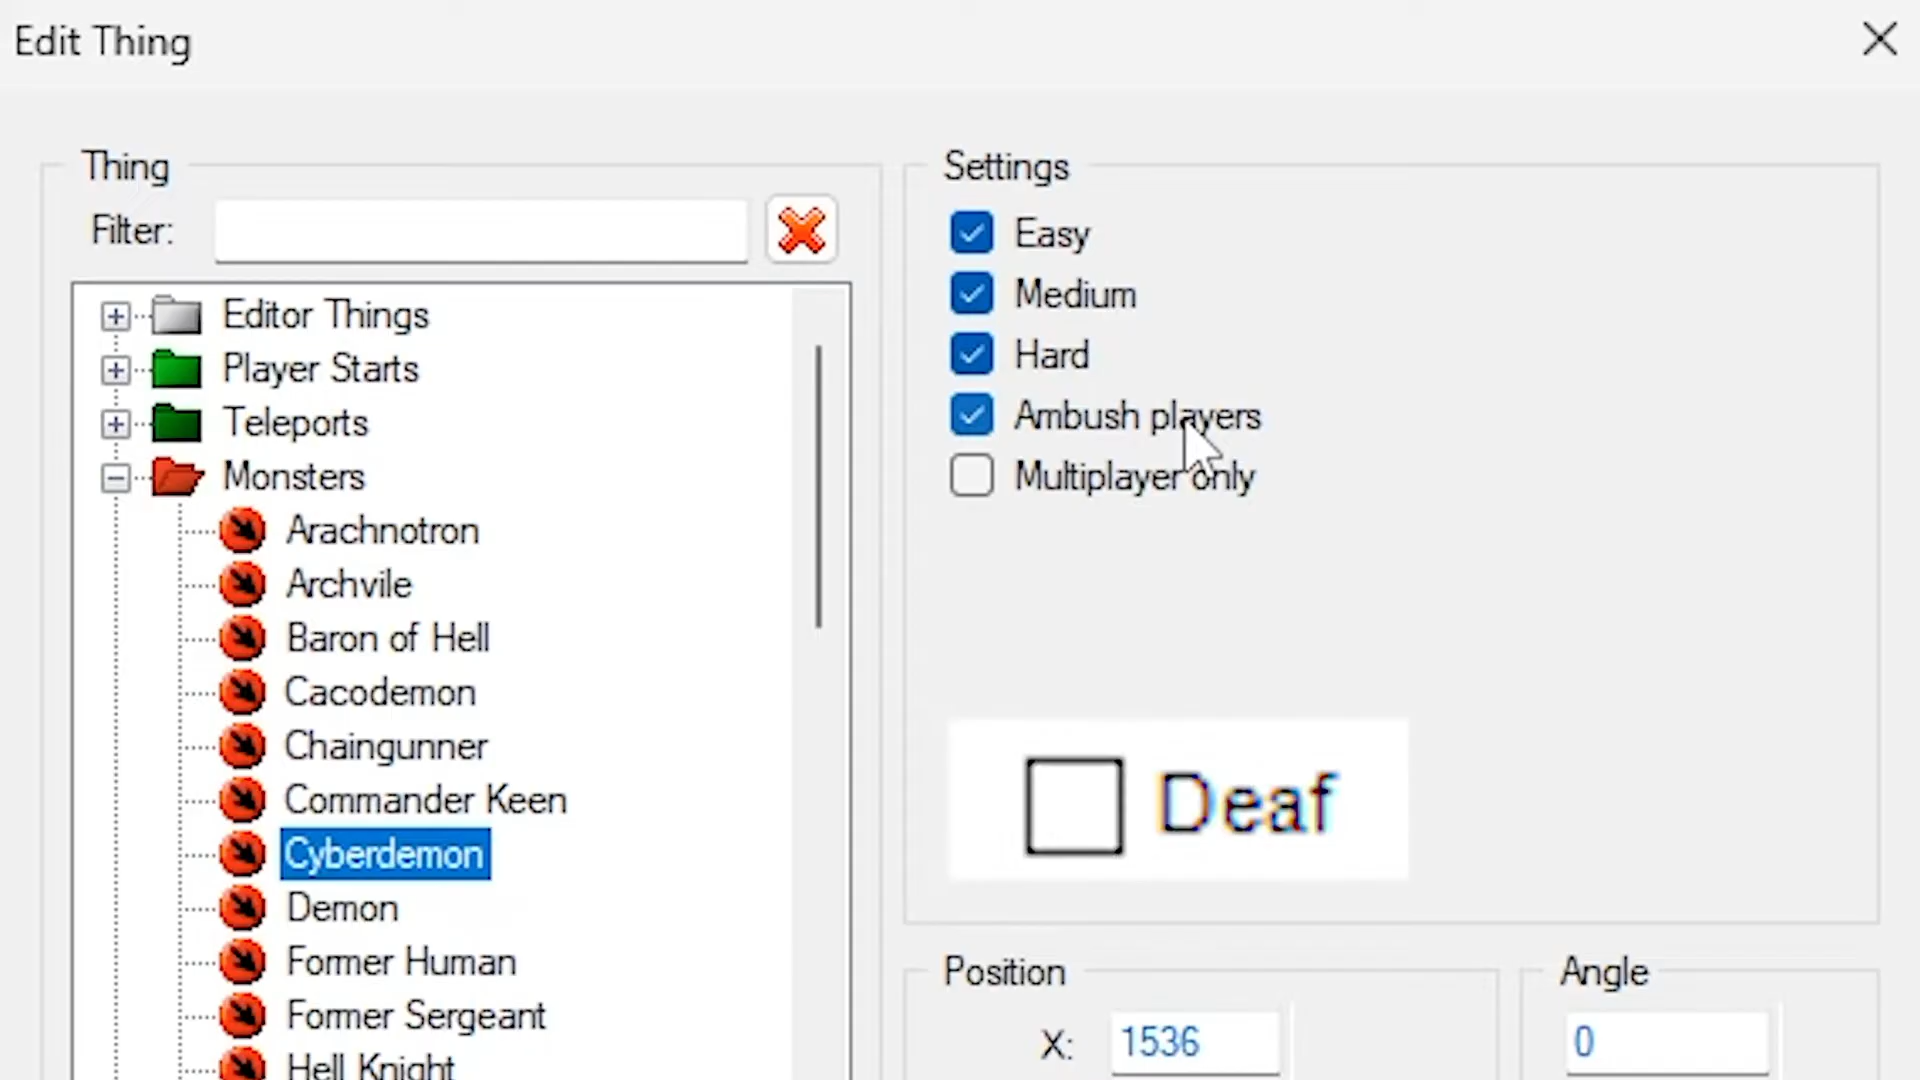 Edit Thing
Thing
Filter:
Editor Things
Player Starts
Teleports
Monsters
Arachnotron
Archvile
Baron of Hell
Cacodemon
Chaingunner
Commander Keen
Cyberdemon
Demon
Former Human
Former Sergeant
Hell Knight
Settings
Easy
Medium
Hard
Ambush players
Multiplayer only
Deaf
Position
X: 1536
Angle
0